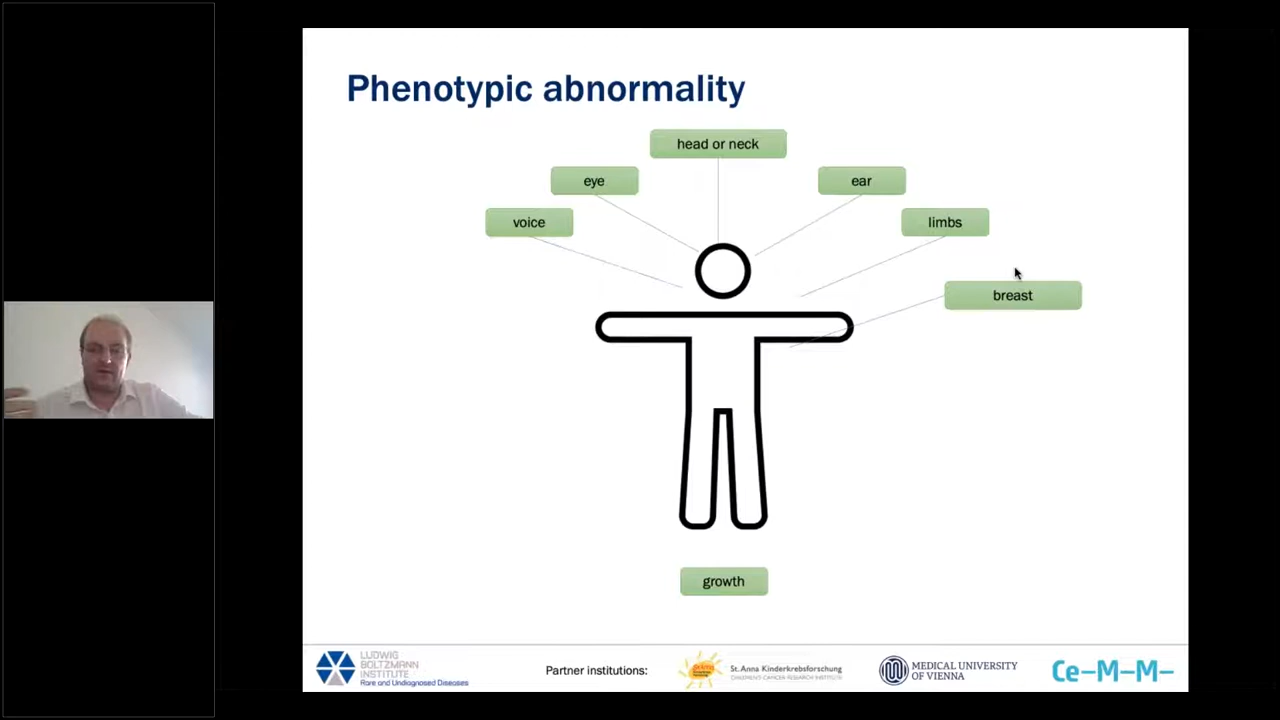 Phenotypic abnormality
head or neck
eye
ear
voice
limbs
breast
growth
LUDWIG
BOLTZMANN
INSTITUTE
Rare and Undiagnosed Diseases
Partner institutions:
St. Anna Kinderkrebsforschung
CHILDREN'S CANCER RESEARCH INSTITUTE
MEDICAL UNIVERSITY
OF VIENNA
Ce-M-M-